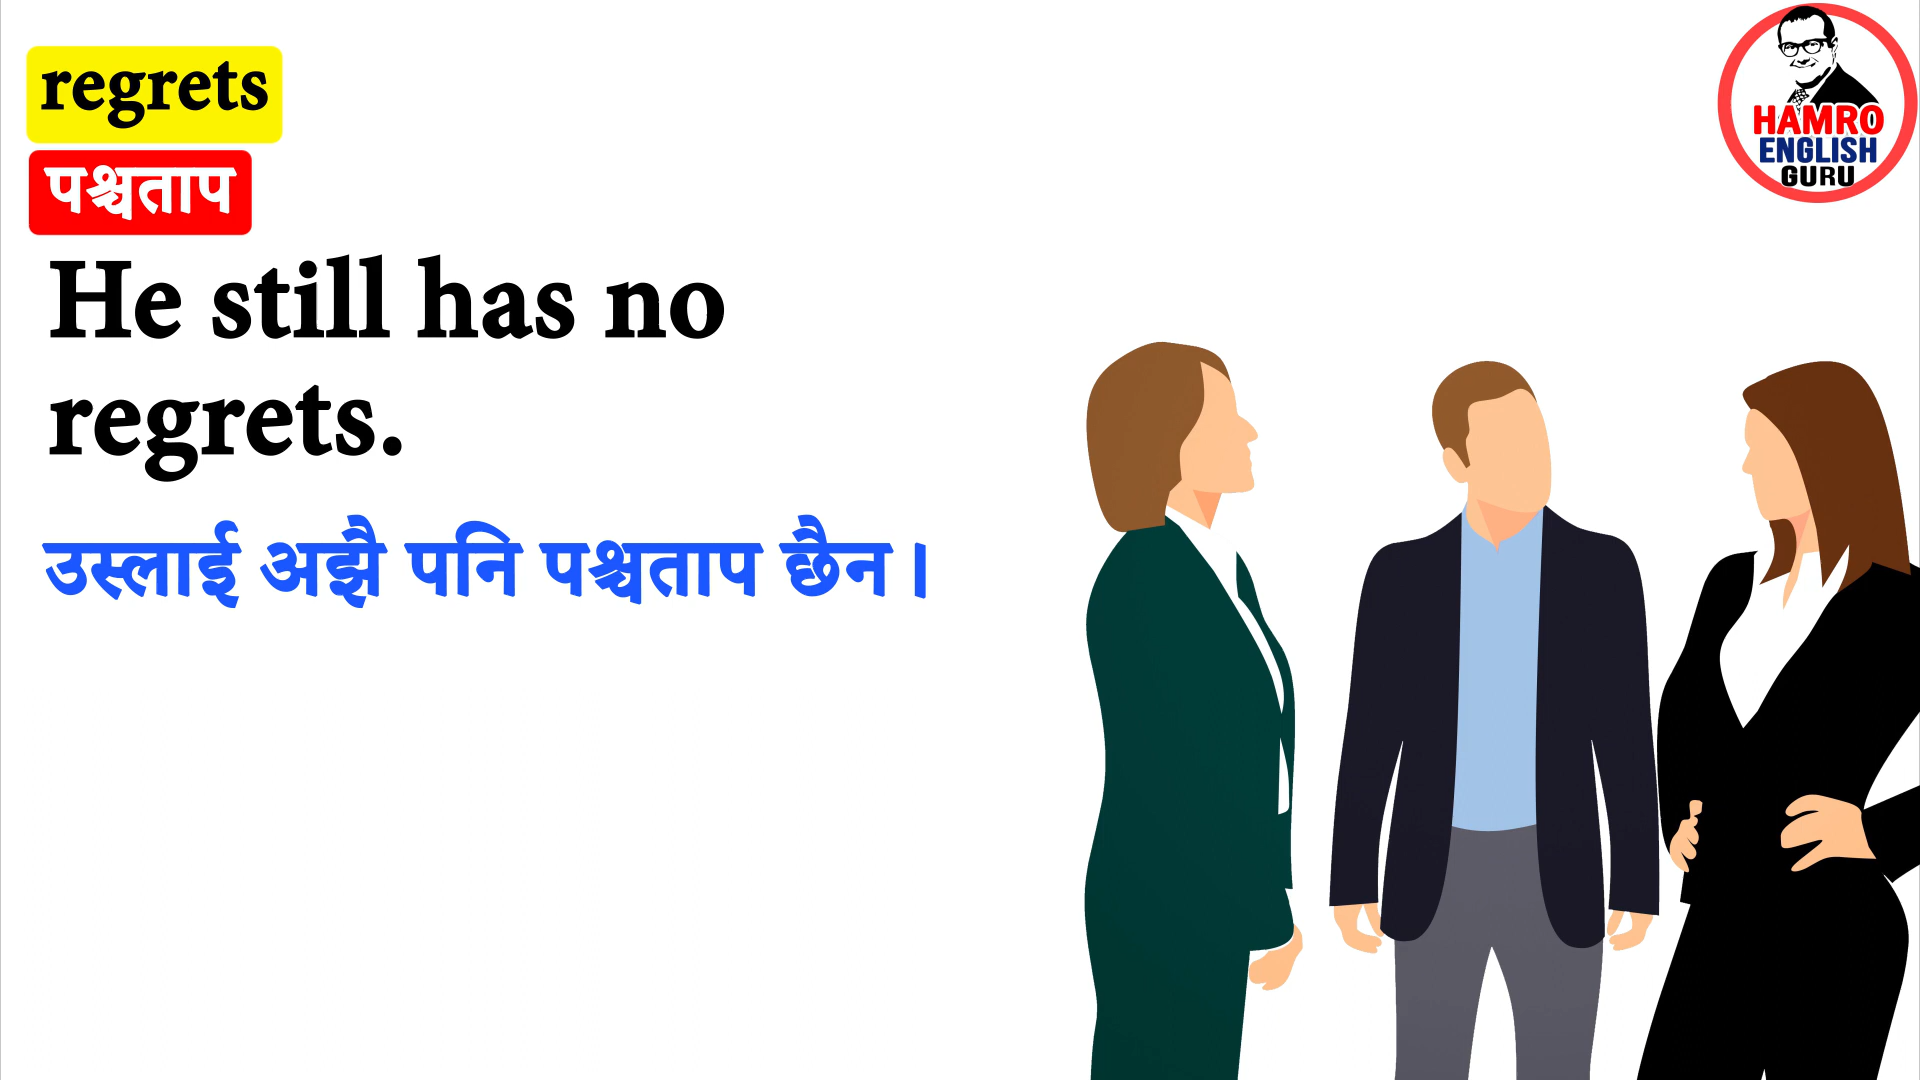 regrets
पश्चताप
He still has no
regrets.
उस्लाई अझै पनि पश्चताप छैन।
HAMRO
ENGLISH
GURU